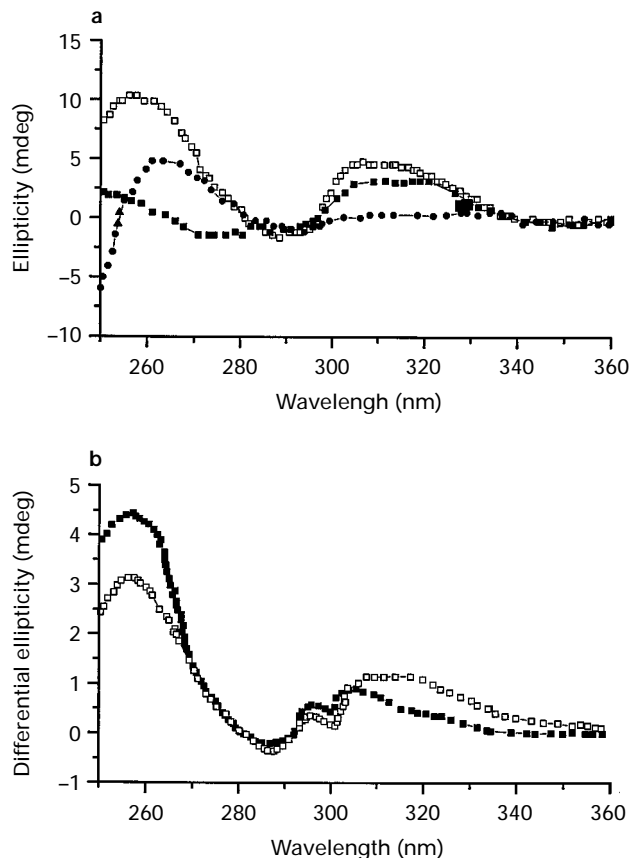 a
15
10
5
0
−5
−10
Ellipticity (mdeg)
260 280 300 320 340 360
Wavelengh (nm)
b
5
4
3
2
1
0
−1
Differential ellipticity (mdeg)
260 280 300 320 340 360
Wavelength (nm)